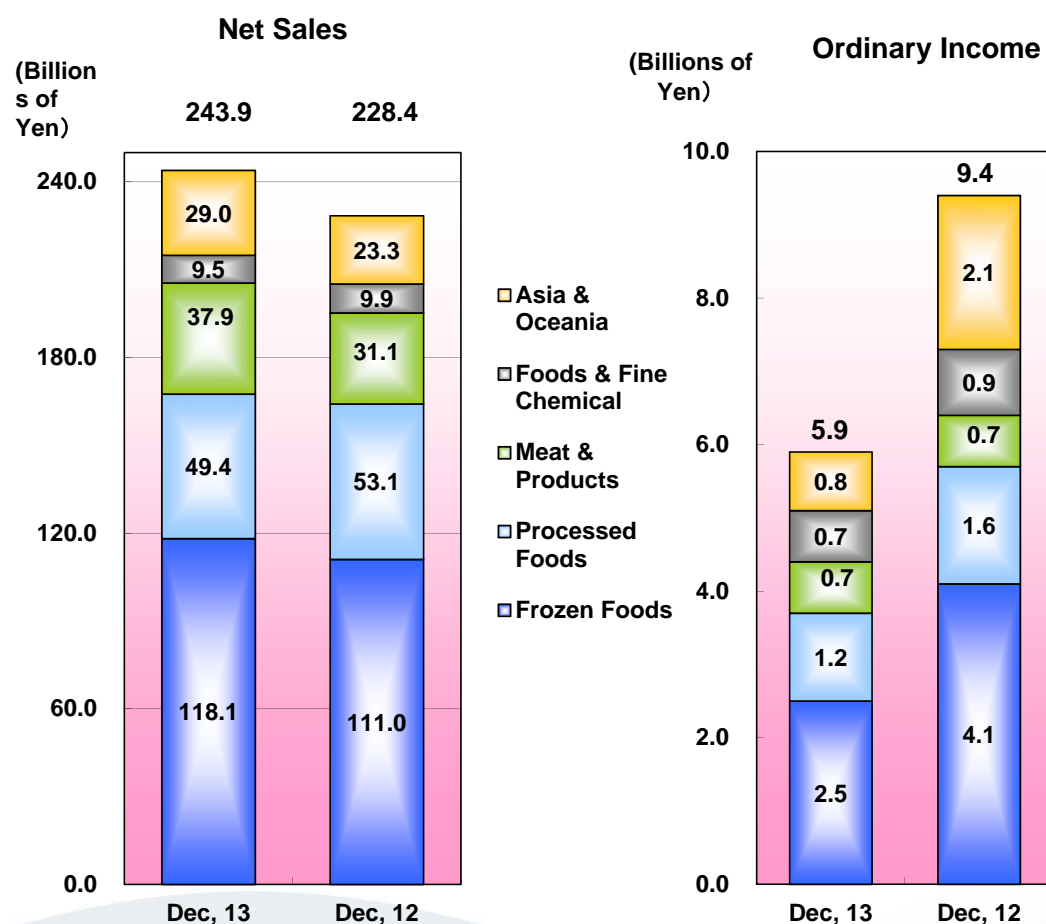 Net Sales
(Billion
s of
Yen）
243.9
228.4
240.0
180.0
120.0
60.0
0.0
29.0
9.5
37.9
49.4
118.1
23.3
9.9
31.1
53.1
111.0
Dec, 13
Dec, 12
Asia &
Oceania
Foods & Fine
Chemical
Meat &
Products
Processed
Foods
Frozen Foods
Ordinary Income
(Billions of
Yen）
10.0
8.0
6.0
4.0
2.0
0.0
5.9
0.8
0.7
0.7
1.2
2.5
9.4
2.1
0.9
0.7
1.6
4.1
Dec, 13
Dec, 12